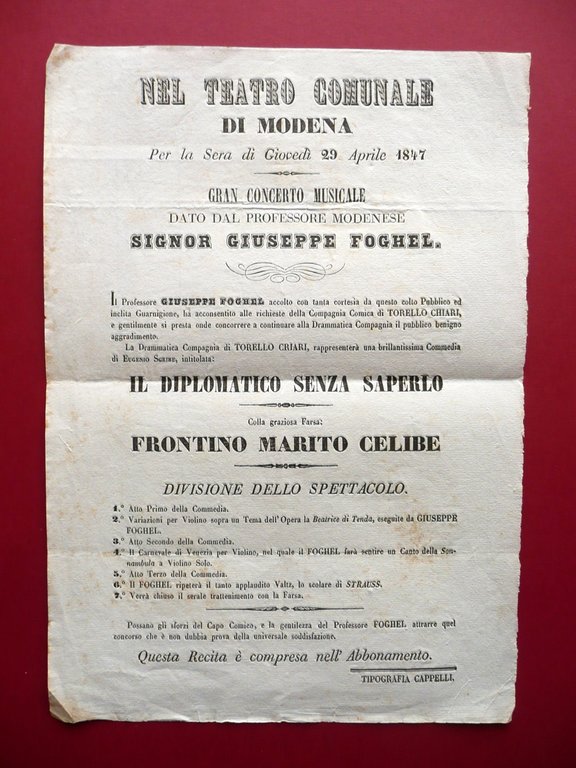 NEL TEATRO COMUNALE
DI MODENA
Per la Sera di Giovedì 29 Aprile 1847
GRAN CONCERTO MUSICALE
DATO DAL PROFESSORE MODENESE
SIGNOR GIUSEPPE FOGHEL.
Il Professore GIUSEPPE FOGHEL accolto con tanta cortesia da questo colto Pubblico ed
inclita Guarnigione, ha acconsentito alle richieste della Compagnia Comica di TORELLO CHIARI,
e gentilmente si presta onde concorrere a continuare alla Drammatica Compagnia il pubblico benigno
aggradimento.
La Drammatica Compagnia di TORELLO CRIARI, rappresenterà una brillantissima Commedia
di EUGENIO SCRIBE, intitolata:
IL DIPLOMATICO SENZA SAPERLO
Colla graziosa Farsa:
FRONTINO MARITO CELIBE
DIVISIONE DELLO SPETTACOLO.
1.° Atto Primo della Commedia.
2.° Variazioni per Violino sopra un Tema dell'Opera la Beatrice di Tenda, eseguite da GIUSEPPE
FOGHEL.
3.° Atto Secondo della Commedia.
4.° Il Carnevale di Venezia per Violino, nel quale il FOGHEL farà sentire un Canto della Son-
nambula a Violino Solo.
5.° Atto Terzo della Commedia.
6.° Il FOGHEL ripeterà il tanto applaudito Valtz, lo scolare di STRAUSS.
7.° Verrà chiuso il serale trattenimento con la Farsa.
Possano gli sforzi del Capo Comico, e la gentilezza del Professore FOGHEL attrarre quel
concorso che è non dubbia prova della universale soddisfazione.
Questa Recita è compresa nell'Abbonamento.
TIPOGRAFIA CAPPELLI.